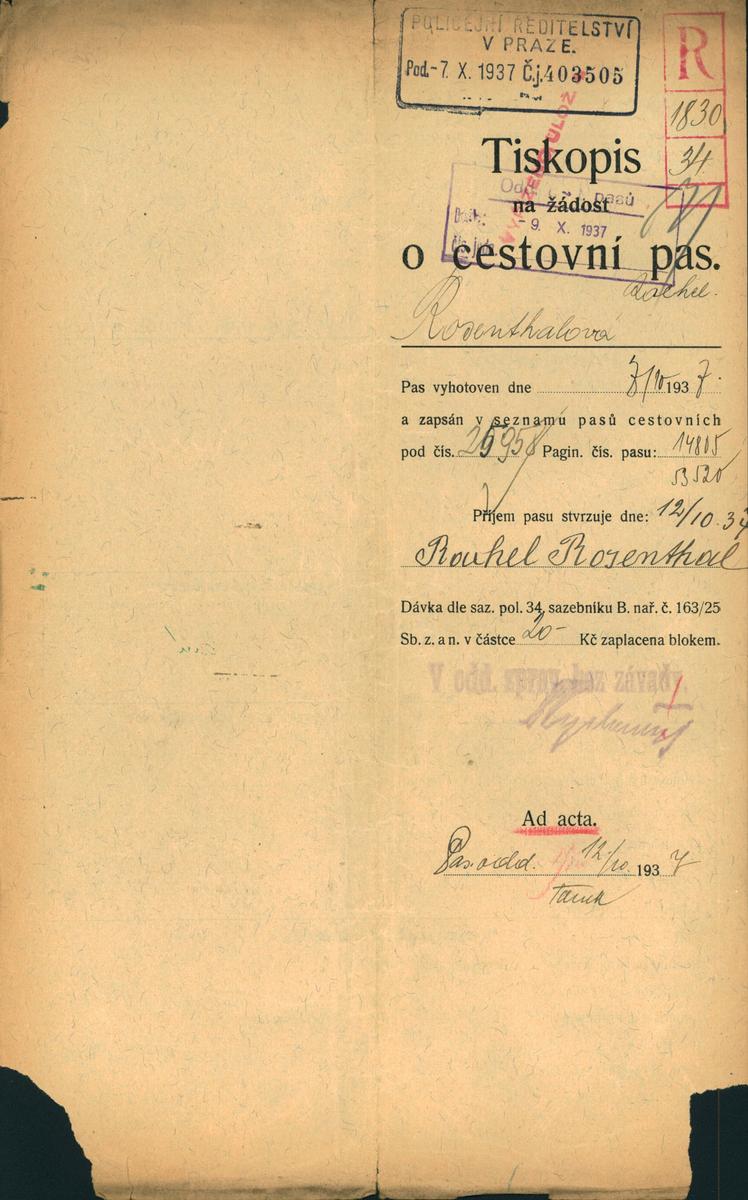 POLICEJNÍ ŘEDITELSTVÍ
V PRAZE.
Pod. -7. X. 1937 Č.j. 403505
R
1830
34
Tiskopis
na žádost
-9. X. 1937
o cestovní pas.
Rachel.
Rosenthalová
Pas vyhotoven dne 7/10 1937.
a zapsán v seznamu pasů cestovních
pod čís. 25958 Pagin. čís. pasu: 14805
53520
Příjem pasu stvrzuje dne: 12/10.37
Rachel Rosenthal
Dávka dle saz. pol. 34, sazebníku B. nař. č. 163/25
Sb. z. a n. v částce 20- Kč zaplacena blokem.
V odd. správ. bez závady.
Ad acta.
Pas. odd. 12/10. 1937